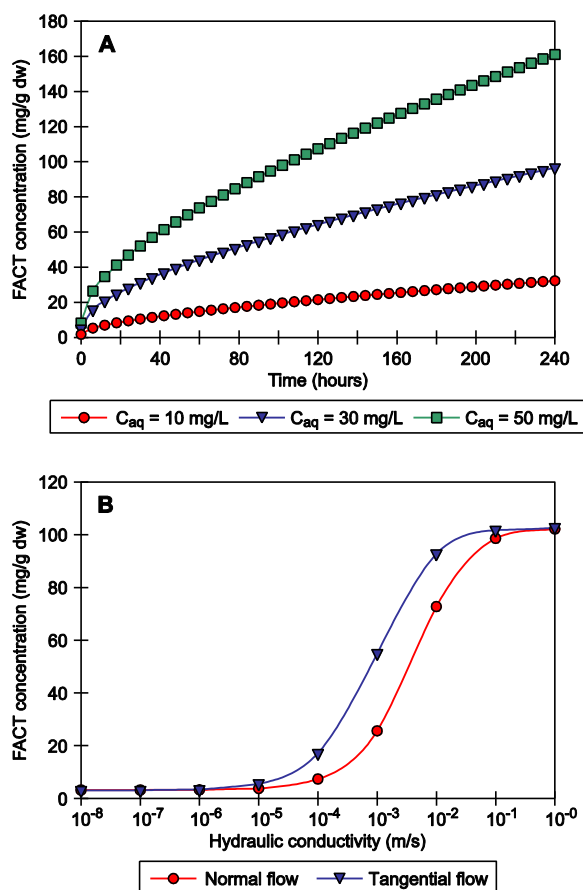 A
FACT concentration (mg/g dw)
180
160
140
120
100
80
60
40
20
0
0 40 80 120 160 200 240
Time (hours)
Caq = 10 mg/L Caq = 30 mg/L Caq = 50 mg/L
B
FACT concentration (mg/g dw)
120
100
80
60
40
20
0
10⁻⁸ 10⁻⁷ 10⁻⁶ 10⁻⁵ 10⁻⁴ 10⁻³ 10⁻² 10⁻¹ 10⁻⁰
Hydraulic conductivity (m/s)
Normal flow Tangential flow